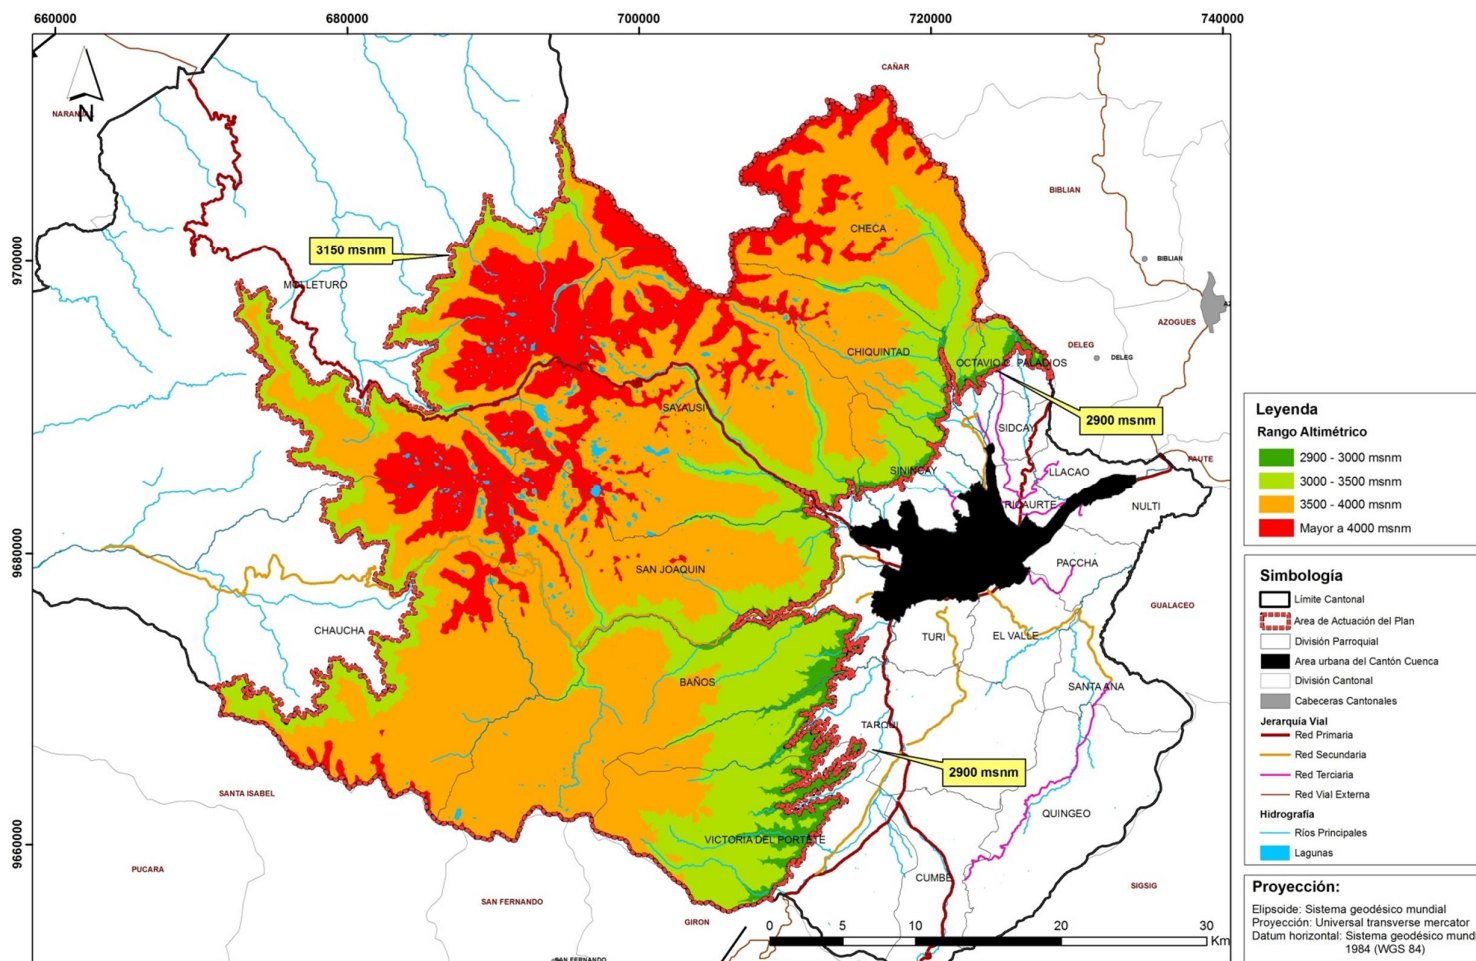 660000
680000
700000
720000
740000
CAÑAR
N
BIBLIAN
CHECA
3150 msnm
9700000
BIBLIAN
MOLLETURO
AZOGUES
DELEG
CHIQUINTAD
DELEG
OCTAVIO C. PALACIOS
SAYAUSI
2900 msnm
SIDCAY
SININCAY
LLACAO
PAUTE
RICAURTE
NULTI
9680000
SAN JOAQUIN
PACCHA
GUALACEO
CHAUCHA
TURI
EL VALLE
BAÑOS
SANTA ANA
TARQUI
2900 msnm
SANTA ISABEL
QUINGEO
VICTORIA DEL PORTETE
9660000
PUCARA
CUMBE
SIGSIG
SAN FERNANDO
GIRON
0 5 10 20 30
Km
SAN FERNANDO
Leyenda
Rango Altimétrico
2900 - 3000 msnm
3000 - 3500 msnm
3500 - 4000 msnm
Mayor a 4000 msnm
Simbología
Límite Cantonal
Area de Actuación del Plan
División Parroquial
Area urbana del Cantón Cuenca
División Cantonal
Cabeceras Cantonales
Jerarquía Vial
Red Primaria
Red Secundaria
Red Terciaria
Red Vial Externa
Hidrografía
Ríos Principales
Lagunas
Proyección:
Elipsoide: Sistema geodésico mundial
Proyección: Universal transverse mercator
Datum horizontal: Sistema geodésico mundi
1984 (WGS 84)